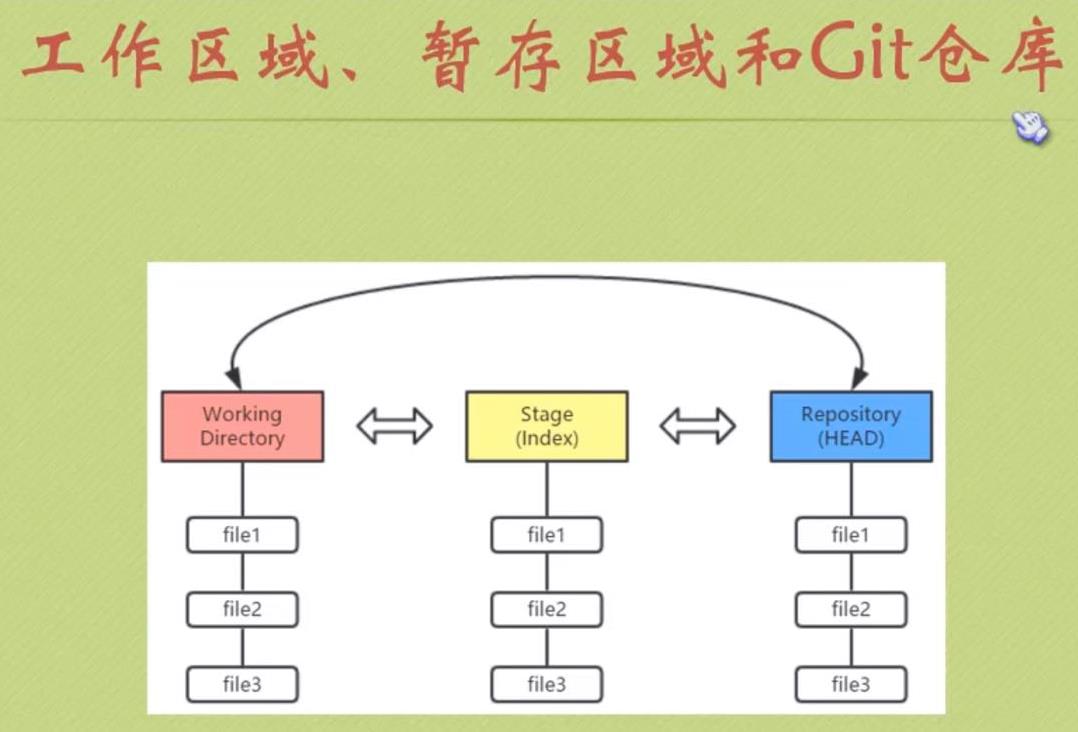 工作区域、暂存区域和Git仓库
Working
Directory
Stage
(Index)
Repository
(HEAD)
file1
file1
file1
file2
file2
file2
file3
file3
file3